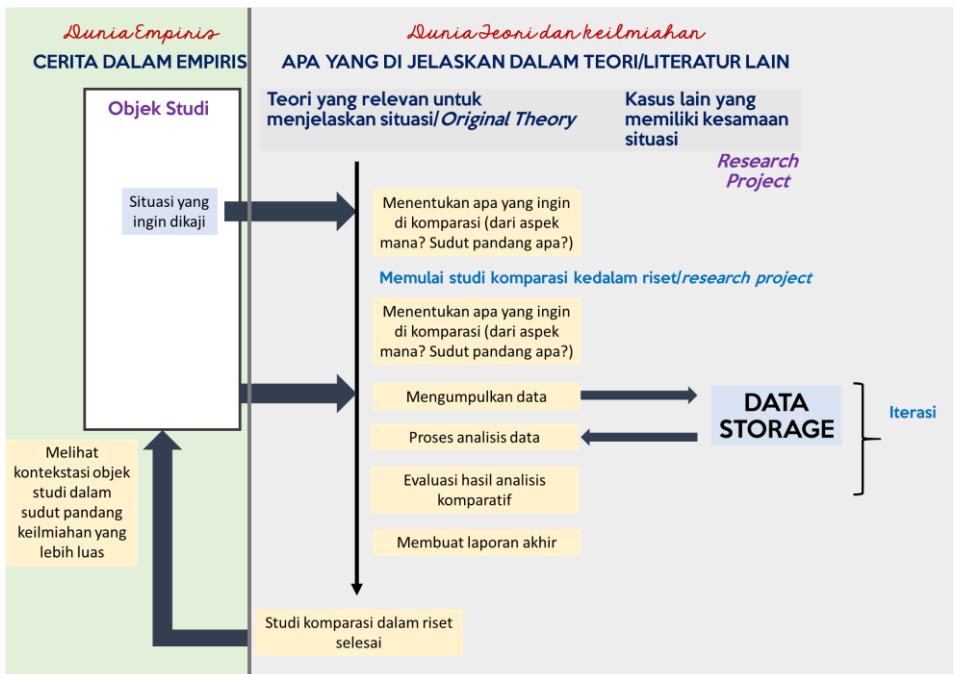 Dunia Empiris
CERITA DALAM EMPIRIS
Objek Studi
Situasi yang
ingin dikaji
Melihat
kontekstasi objek
studi dalam
sudut pandang
keilmiahan yang
lebih luas
Dunia Teori dan keilmiahan
APA YANG DI JELASKAN DALAM TEORI/LITERATUR LAIN
Teori yang relevan untuk
menjelaskan situasi/Original Theory
Kasus lain yang
memiliki kesamaan
situasi
Research
Project
Menentukan apa yang ingin
di komparasi (dari aspek
mana? Sudut pandang apa?)
Memulai studi komparasi kedalam riset/research project
Menentukan apa yang ingin
di komparasi (dari aspek
mana? Sudut pandang apa?)
Mengumpulkan data
Proses analisis data
DATA
STORAGE
Iterasi
Evaluasi hasil analisis
komparatif
Membuat laporan akhir
Studi komparasi dalam riset
selesai